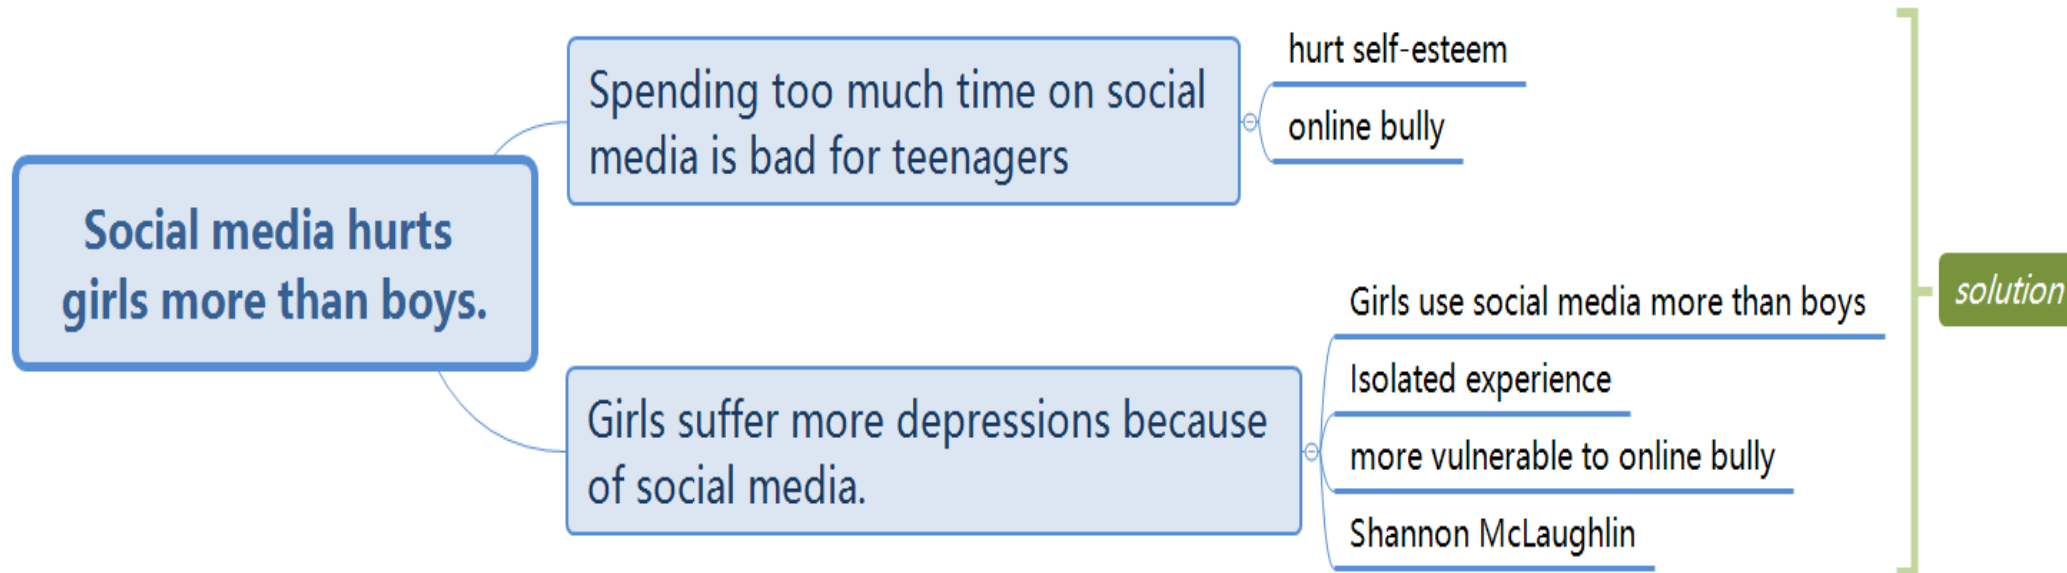 Social media hurts
girls more than boys.
Spending too much time on social
media is bad for teenagers
hurt self-esteem
online bully
Girls suffer more depressions because
of social media.
Girls use social media more than boys
Isolated experience
more vulnerable to online bully
Shannon McLaughlin
solution